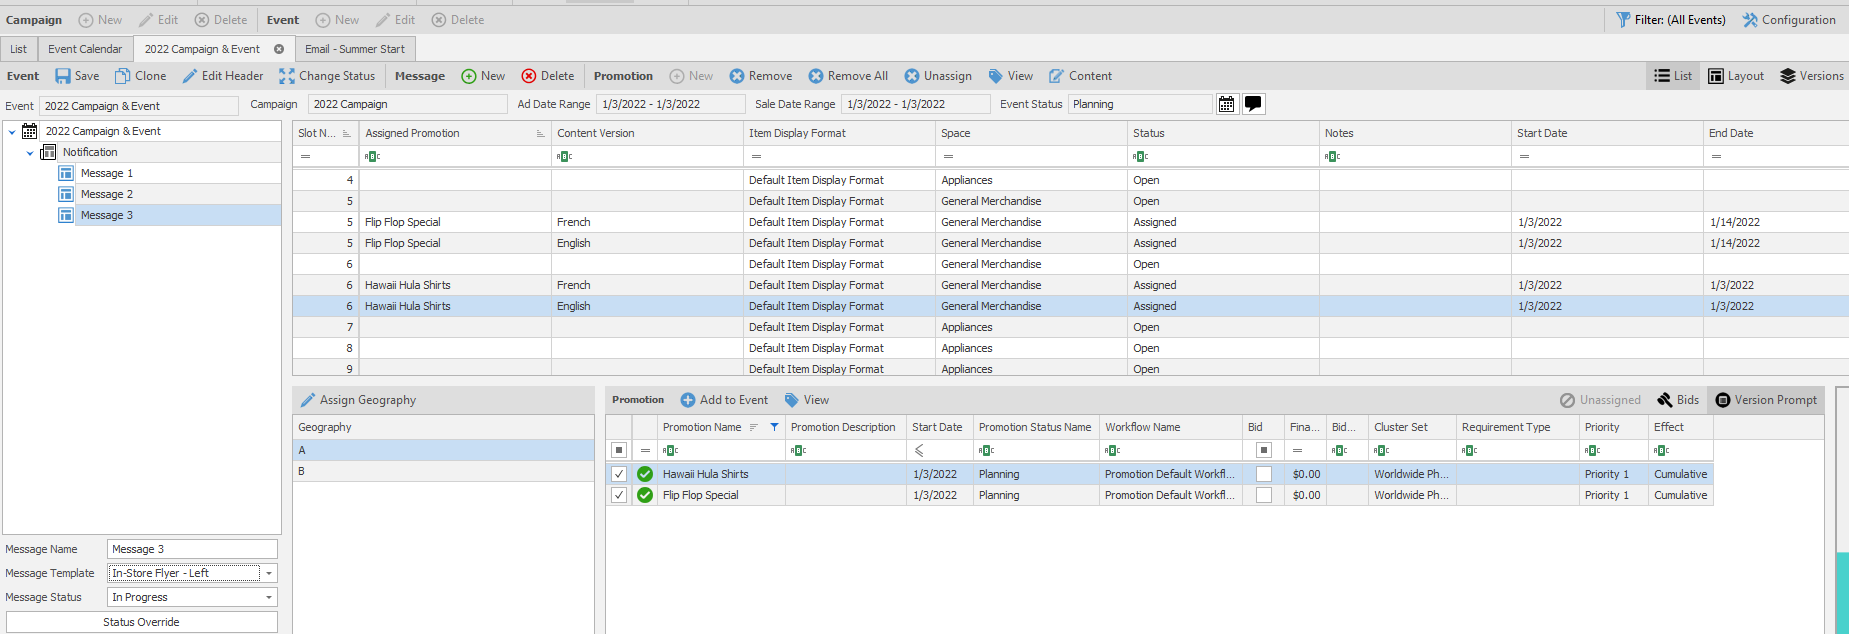 Campaign New Edit Delete Event New Edit Delete Filter: (All Events) Configuration
List Event Calendar 2022 Campaign & Event Email - Summer Start
Event Save Clone Edit Header Change Status Message New Delete Promotion New Remove Remove All Unassign View Content List Layout Versions
Event 2022 Campaign & Event Campaign 2022 Campaign Ad Date Range 1/3/2022 - 1/3/2022 Sale Date Range 1/3/2022 - 1/3/2022 Event Status Planning
2022 Campaign & Event
Notification
Message 1
Message 2
Message 3
Message Name Message 3
Message Template In-Store Flyer - Left
Message Status In Progress
Status Override
Slot N... Assigned Promotion Content Version Item Display Format Space Status Notes Start Date End Date
= ABC ABC = = ABC ABC = =
4 Default Item Display Format Appliances Open
5 Default Item Display Format General Merchandise Open
5 Flip Flop Special French Default Item Display Format General Merchandise Assigned 1/3/2022 1/14/2022
5 Flip Flop Special English Default Item Display Format General Merchandise Assigned 1/3/2022 1/14/2022
6 Default Item Display Format General Merchandise Open
6 Hawaii Hula Shirts French Default Item Display Format General Merchandise Assigned 1/3/2022 1/3/2022
6 Hawaii Hula Shirts English Default Item Display Format General Merchandise Assigned 1/3/2022 1/3/2022
7 Default Item Display Format Appliances Open
8 Default Item Display Format Appliances Open
9 Default Item Display Format Appliances Open
Assign Geography
Geography
A
B
Promotion Add to Event View Unassigned Bids Version Prompt
Promotion Name Promotion Description Start Date Promotion Status Name Workflow Name Bid Fina... Bid... Cluster Set Requirement Type Priority Effect
= ABC ABC ≤ ABC ABC = ABC ABC ABC ABC ABC
Hawaii Hula Shirts 1/3/2022 Planning Promotion Default Workfl... $0.00 Worldwide Ph... Priority 1 Cumulative
Flip Flop Special 1/3/2022 Planning Promotion Default Workfl... $0.00 Worldwide Ph... Priority 1 Cumulative